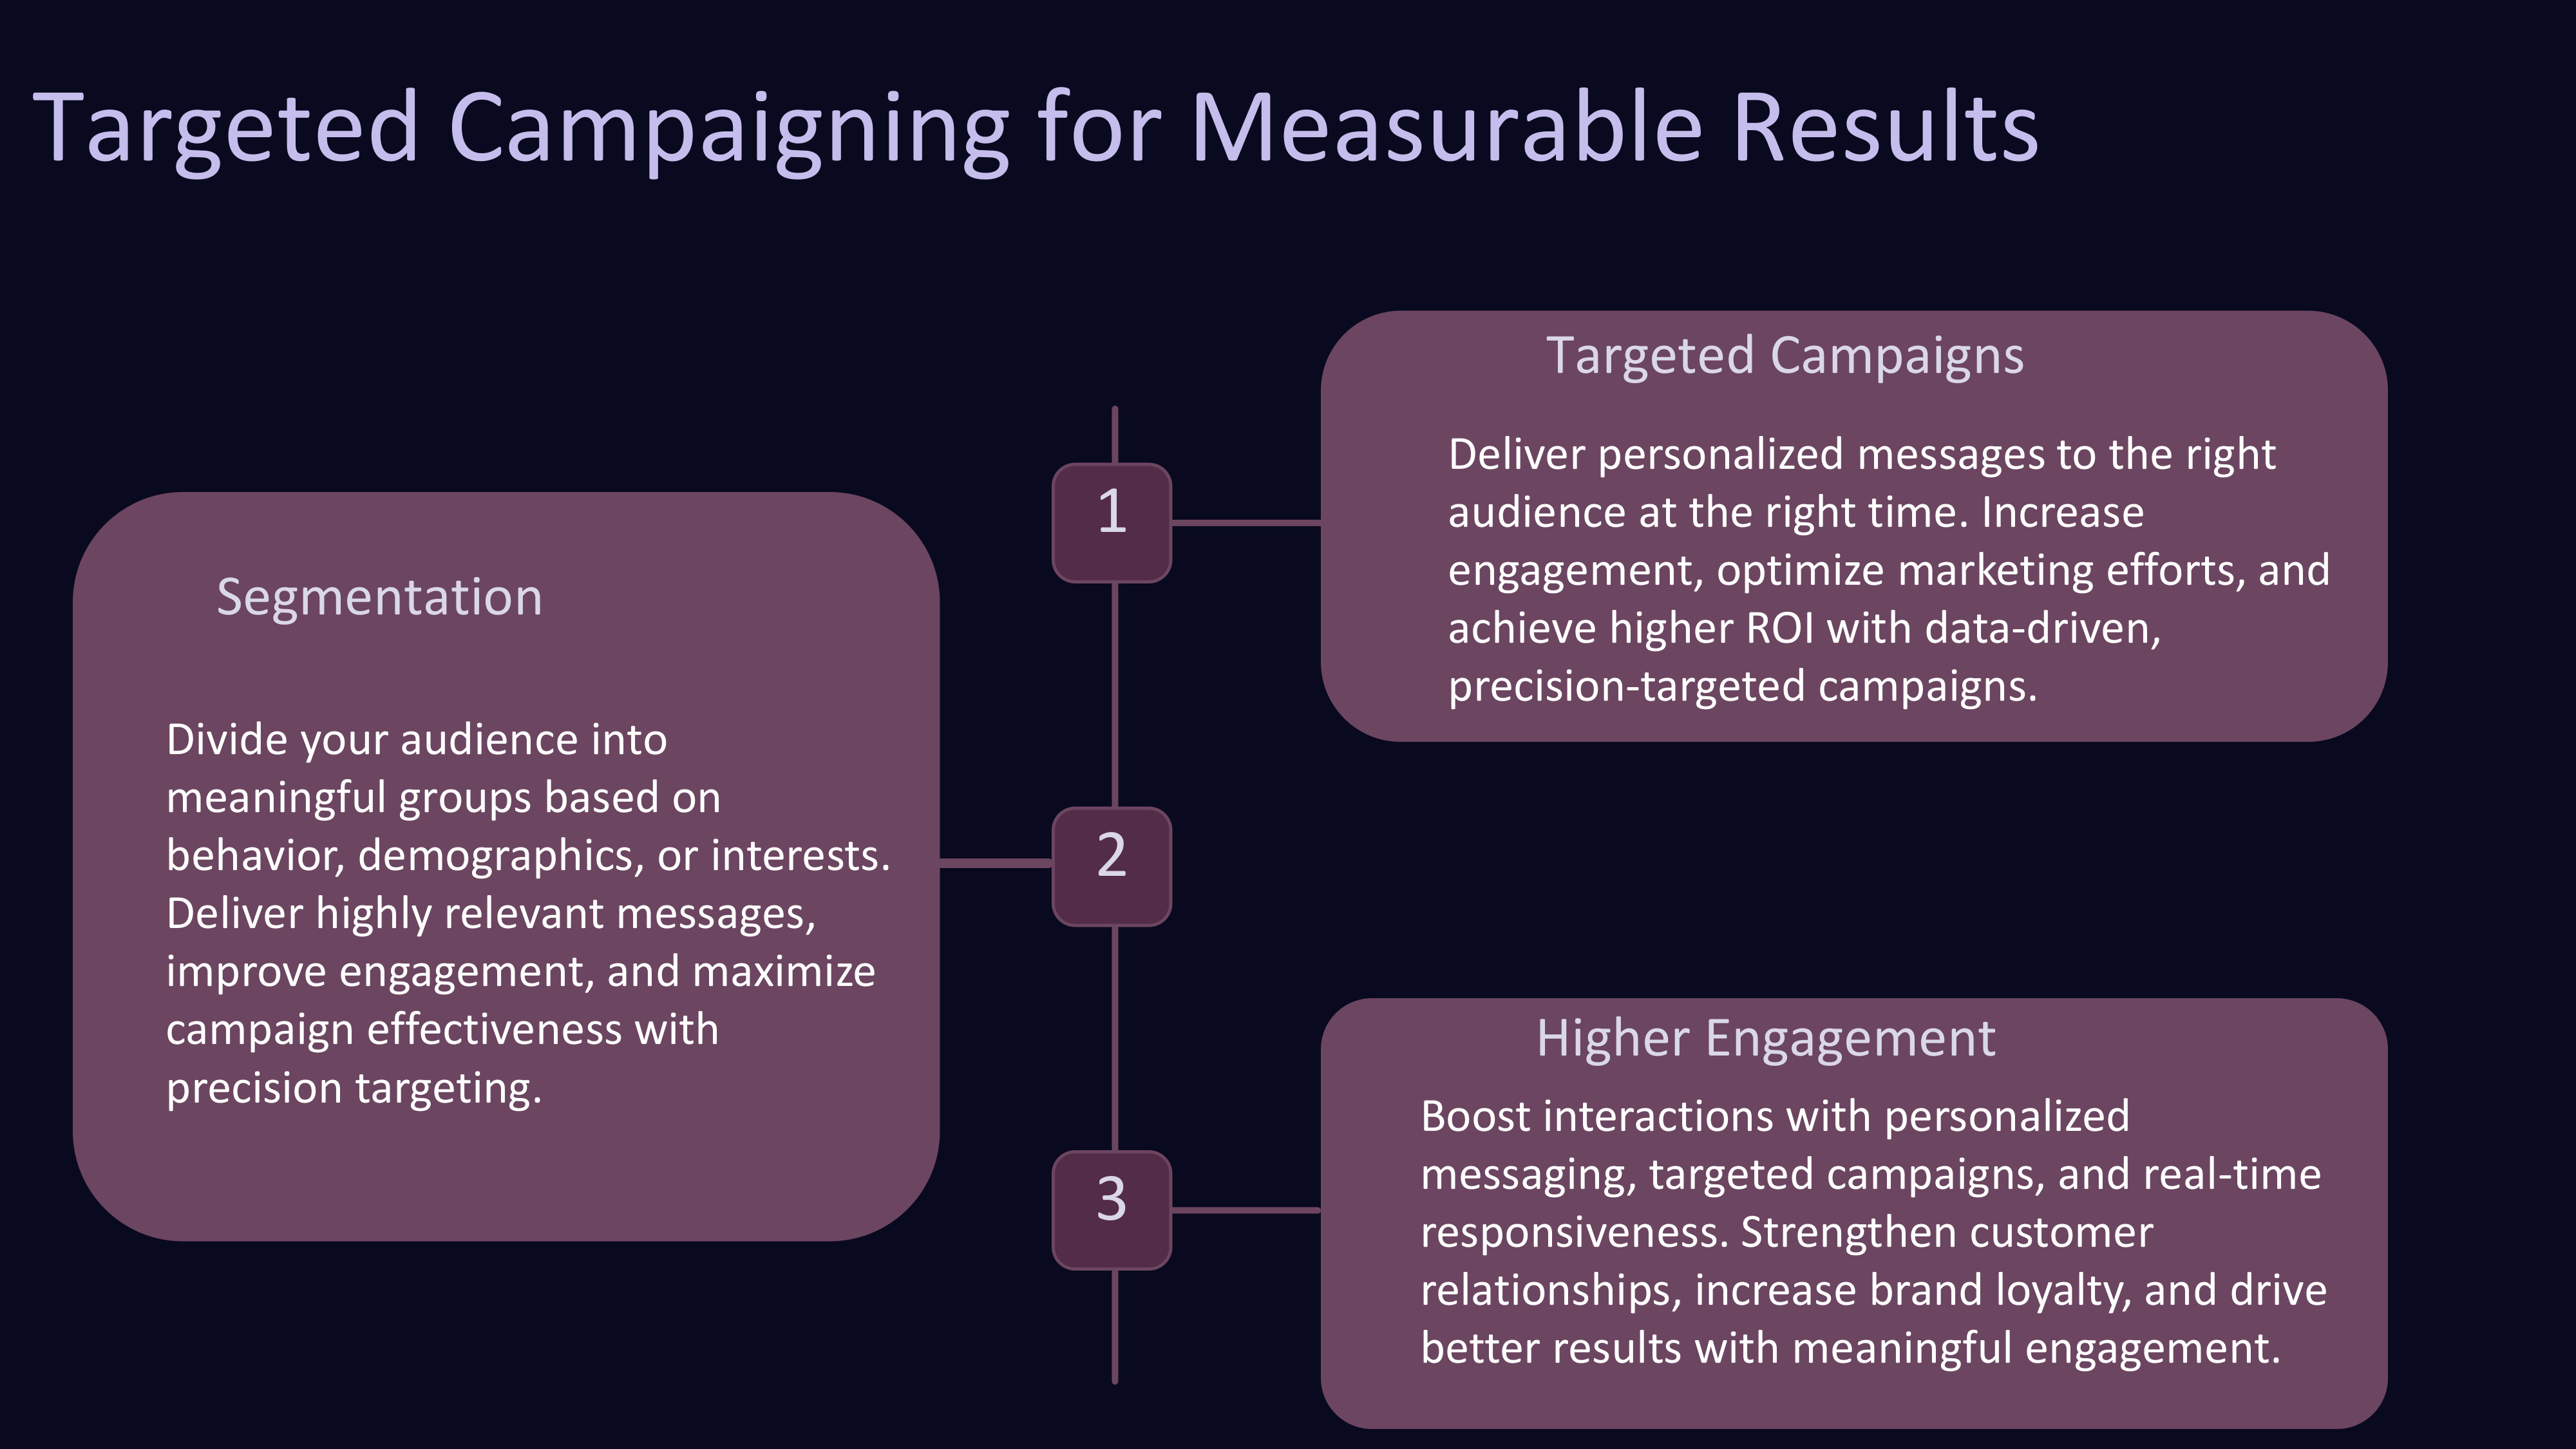 Targeted Campaigning for Measurable Results
1
Targeted Campaigns
Deliver personalized messages to the right
audience at the right time. Increase
engagement, optimize marketing efforts, and
achieve higher ROI with data-driven,
precision-targeted campaigns.
2
Segmentation
Divide your audience into
meaningful groups based on
behavior, demographics, or interests.
Deliver highly relevant messages,
improve engagement, and maximize
campaign effectiveness with
precision targeting.
3
Higher Engagement
Boost interactions with personalized
messaging, targeted campaigns, and real-time
responsiveness. Strengthen customer
relationships, increase brand loyalty, and drive
better results with meaningful engagement.